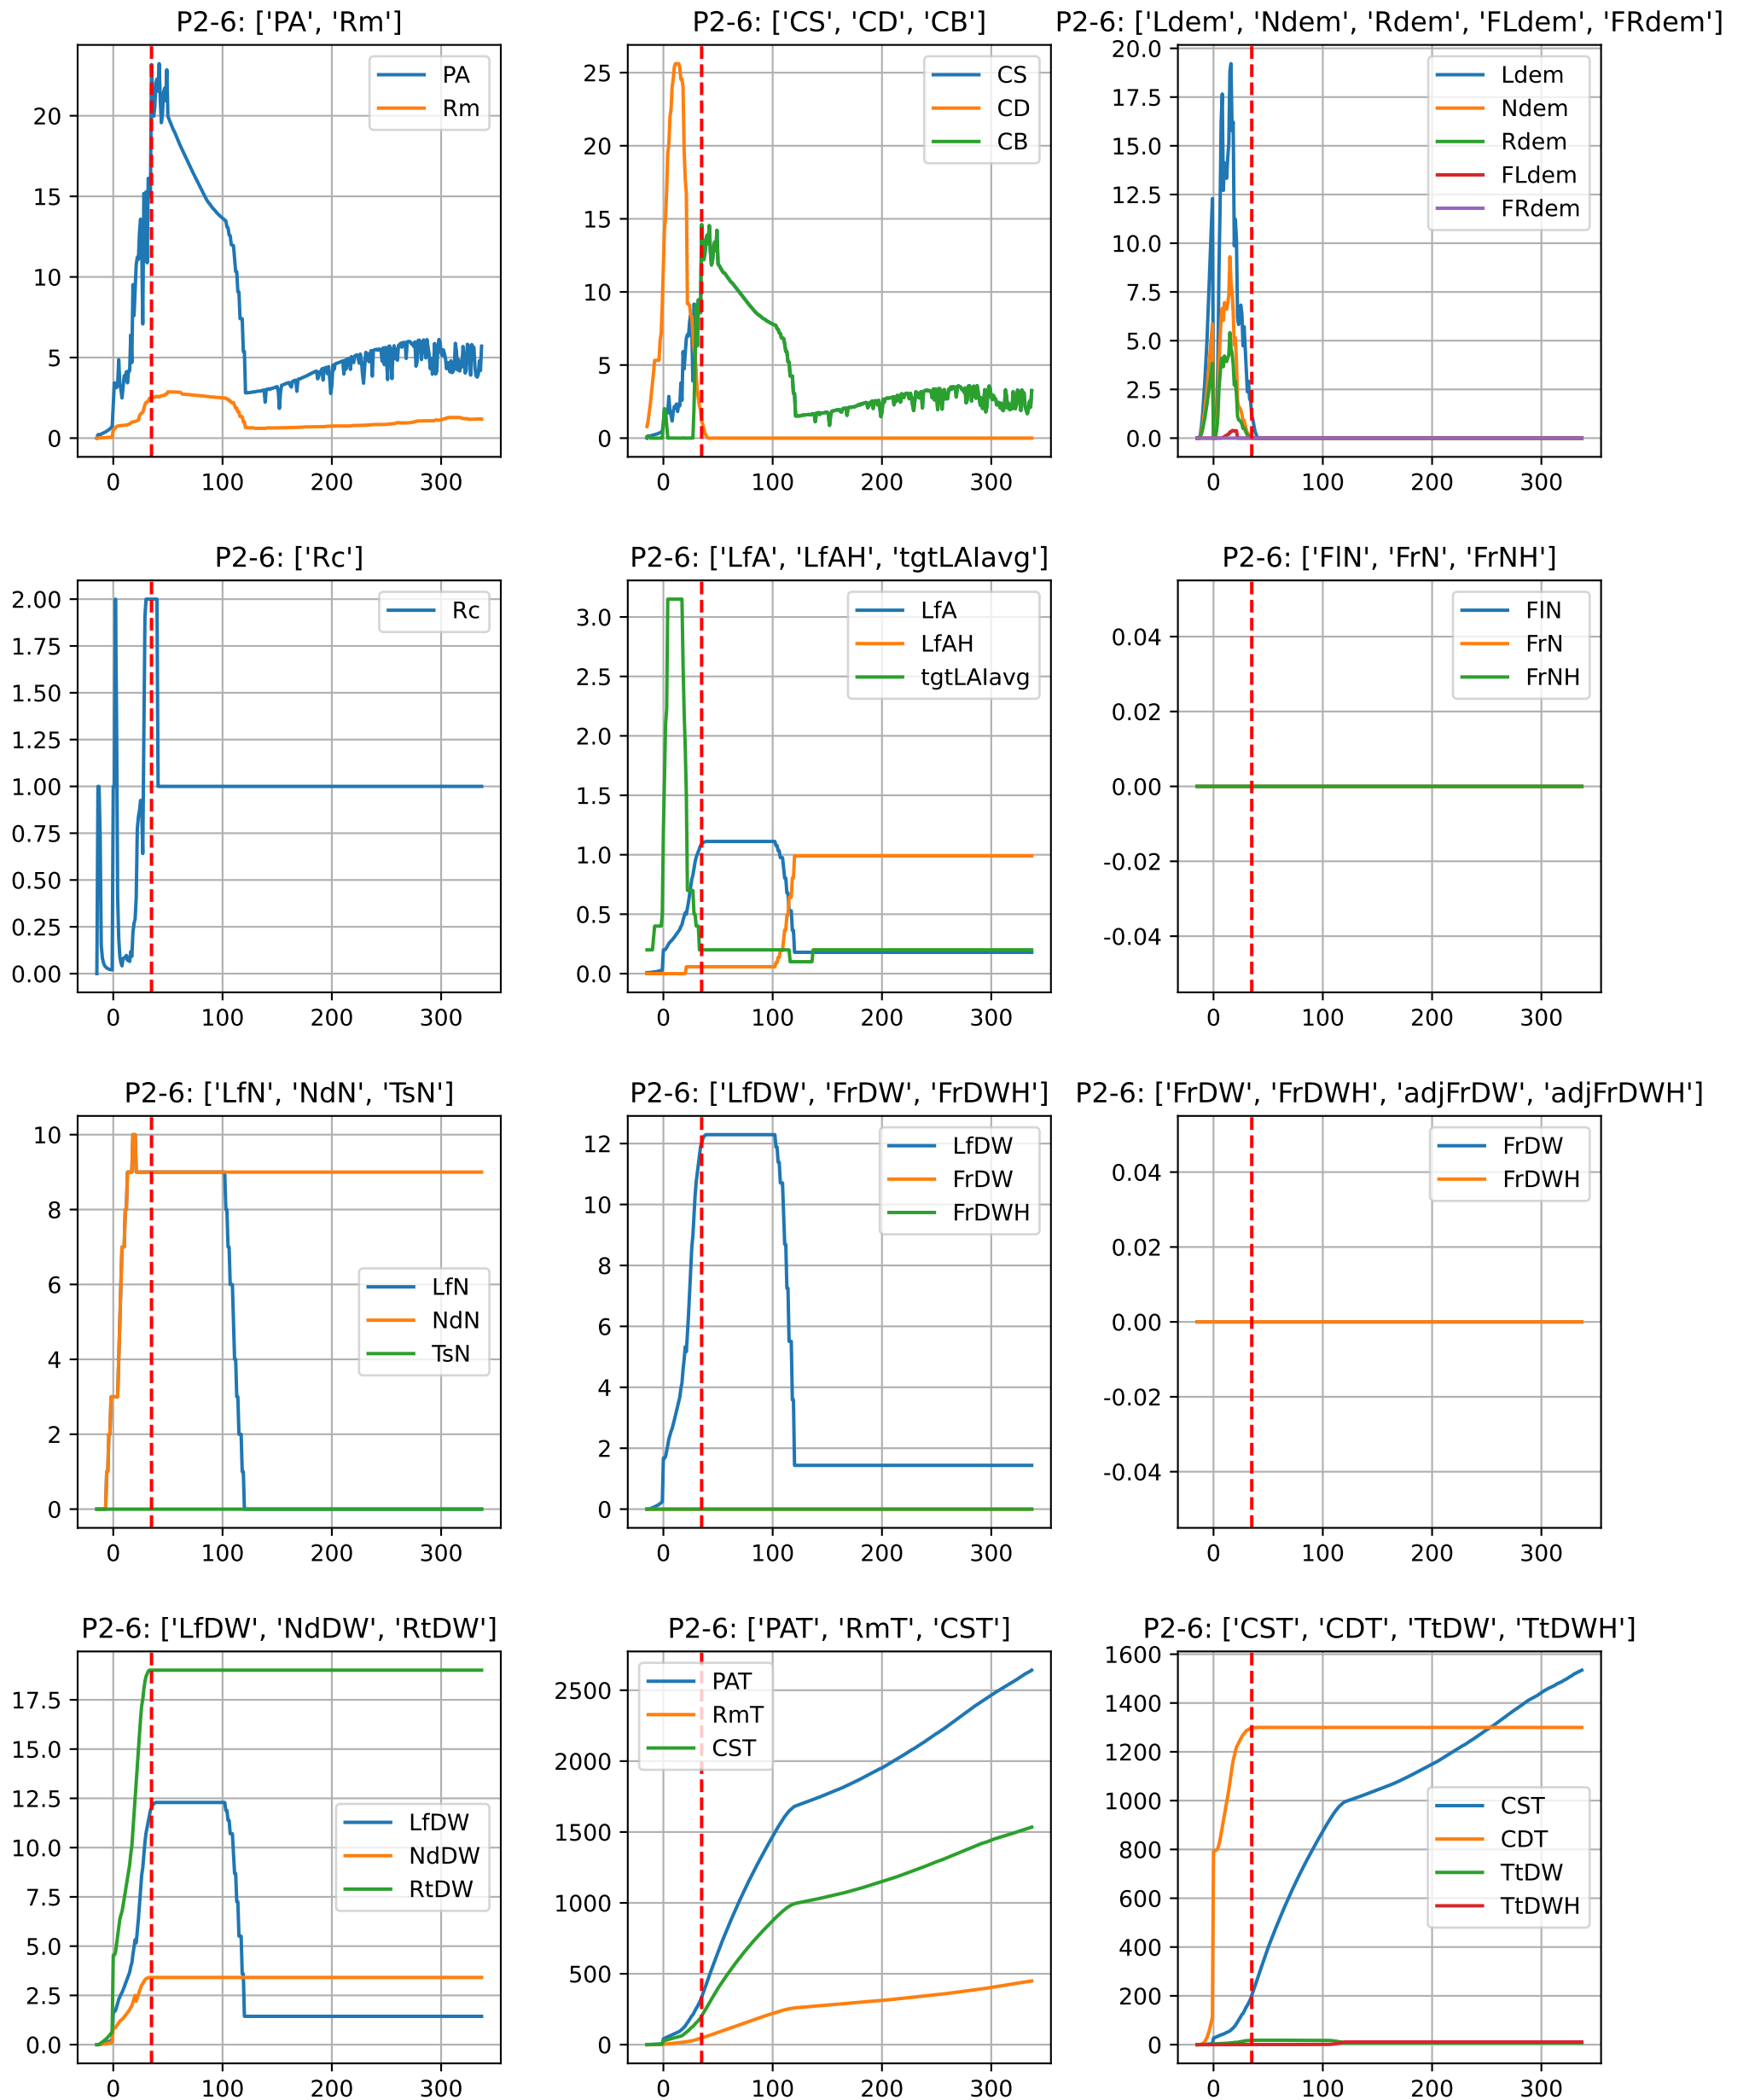 P2-6: ['PA', 'Rm']
PA
Rm
20
15
10
5
0
0 100 200 300
P2-6: ['CS', 'CD', 'CB']
CS
CD
CB
25
20
15
10
5
0
0 100 200 300
P2-6: ['Ldem', 'Ndem', 'Rdem', 'FLdem', 'FRdem']
Ldem
Ndem
Rdem
FLdem
FRdem
20.0
17.5
15.0
12.5
10.0
7.5
5.0
2.5
0.0
0 100 200 300
P2-6: ['Rc']
Rc
2.00
1.75
1.50
1.25
1.00
0.75
0.50
0.25
0.00
0 100 200 300
P2-6: ['LfA', 'LfAH', 'tgtLAIavg']
LfA
LfAH
tgtLAIavg
3.0
2.5
2.0
1.5
1.0
0.5
0.0
0 100 200 300
P2-6: ['FlN', 'FrN', 'FrNH']
FlN
FrN
FrNH
0.04
0.02
0.00
-0.02
-0.04
0 100 200 300
P2-6: ['LfN', 'NdN', 'TsN']
LfN
NdN
TsN
10
8
6
4
2
0
0 100 200 300
P2-6: ['LfDW', 'FrDW', 'FrDWH']
LfDW
FrDW
FrDWH
12
10
8
6
4
2
0
0 100 200 300
P2-6: ['FrDW', 'FrDWH', 'adjFrDW', 'adjFrDWH']
FrDW
FrDWH
0.04
0.02
0.00
-0.02
-0.04
0 100 200 300
P2-6: ['LfDW', 'NdDW', 'RtDW']
LfDW
NdDW
RtDW
17.5
15.0
12.5
10.0
7.5
5.0
2.5
0.0
0 100 200 300
P2-6: ['PAT', 'RmT', 'CST']
PAT
RmT
CST
2500
2000
1500
1000
500
0
0 100 200 300
P2-6: ['CST', 'CDT', 'TtDW', 'TtDWH']
CST
CDT
TtDW
TtDWH
1600
1400
1200
1000
800
600
400
200
0
0 100 200 300